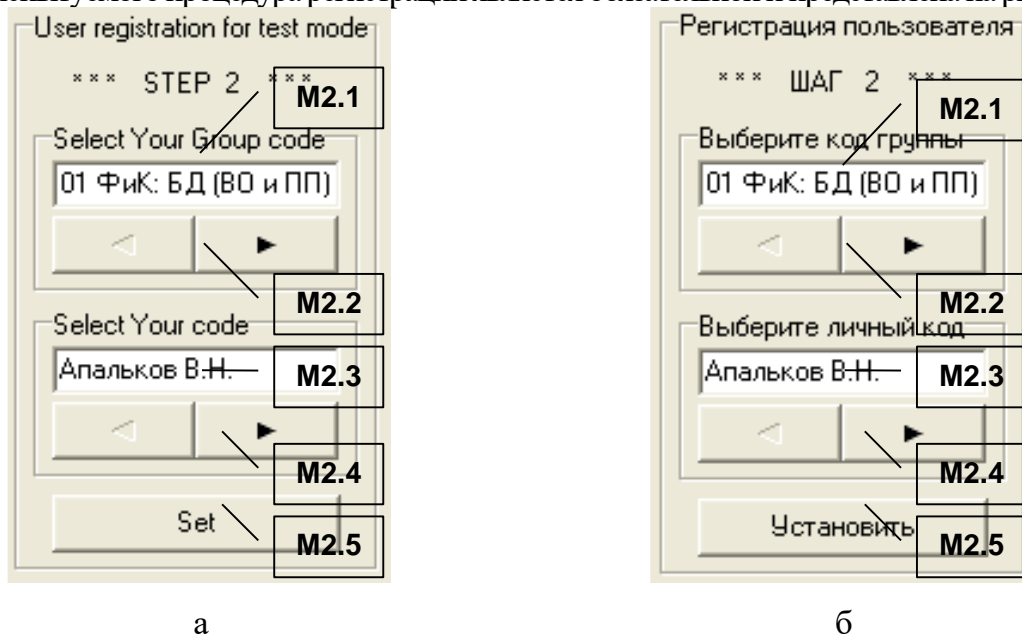 User registration for test mode
*** STEP 2 ***
M2.1
Select Your Group code
01 ФиК: БД (ВО и ПП)
M2.2
Select Your code
Апальков В.Н.
M2.3
M2.4
Set
M2.5
а
Регистрация пользователя
*** ШАГ 2 ***
M2.1
Выберите код группы
01 ФиК: БД (ВО и ПП)
M2.2
Выберите личный код
Апальков В.Н.
M2.3
M2.4
Установить
M2.5
б